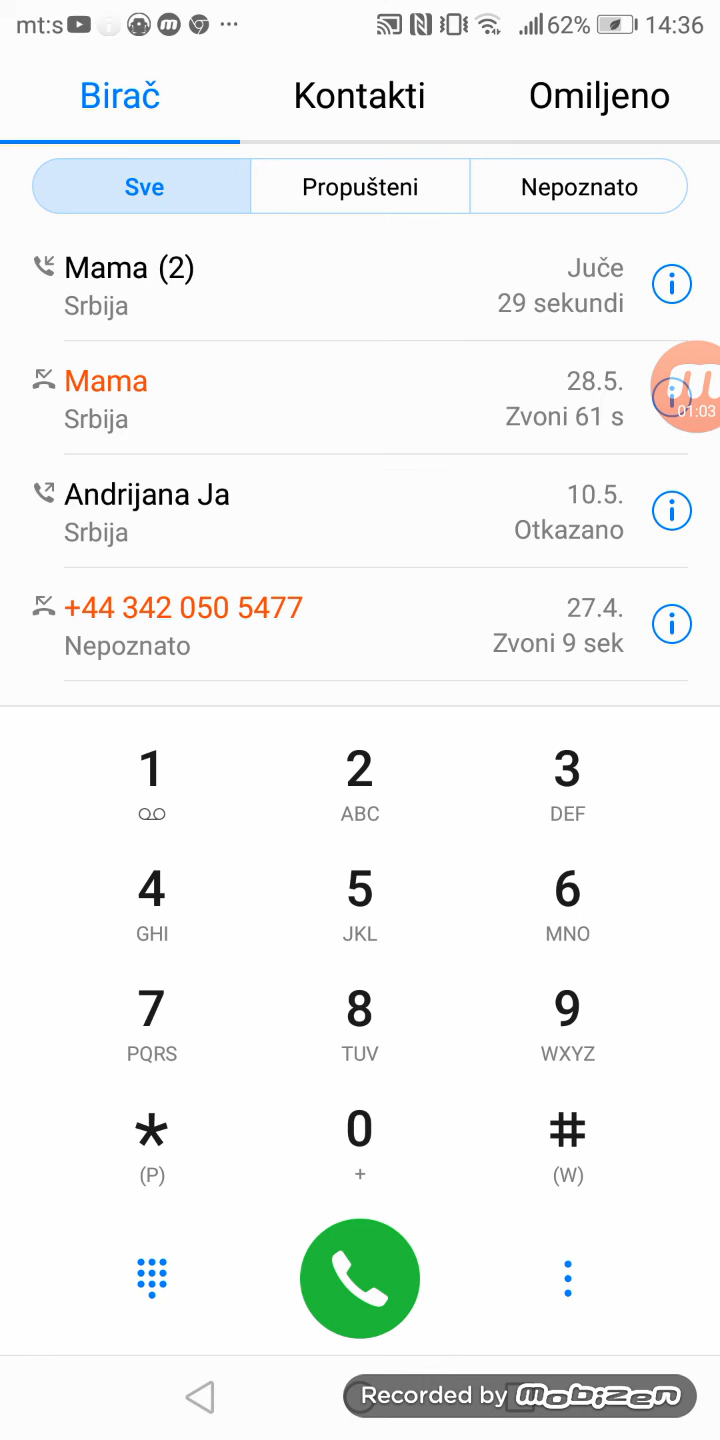 mt:s 62% 14:36
Birač Kontakti Omiljeno
Sve Propušteni Nepoznato
Mama (2) Juče
Srbija 29 sekundi
Mama 28.5.
Srbija Zvoni 61 s
01:03
Andrijana Ja 10.5.
Srbija Otkazano
+44 342 050 5477 27.4.
Nepoznato Zvoni 9 sek
1 2 3
ABC DEF
4 5 6
GHI JKL MNO
7 8 9
PQRS TUV WXYZ
* 0 #
(P) + (W)
Recorded by mobizen